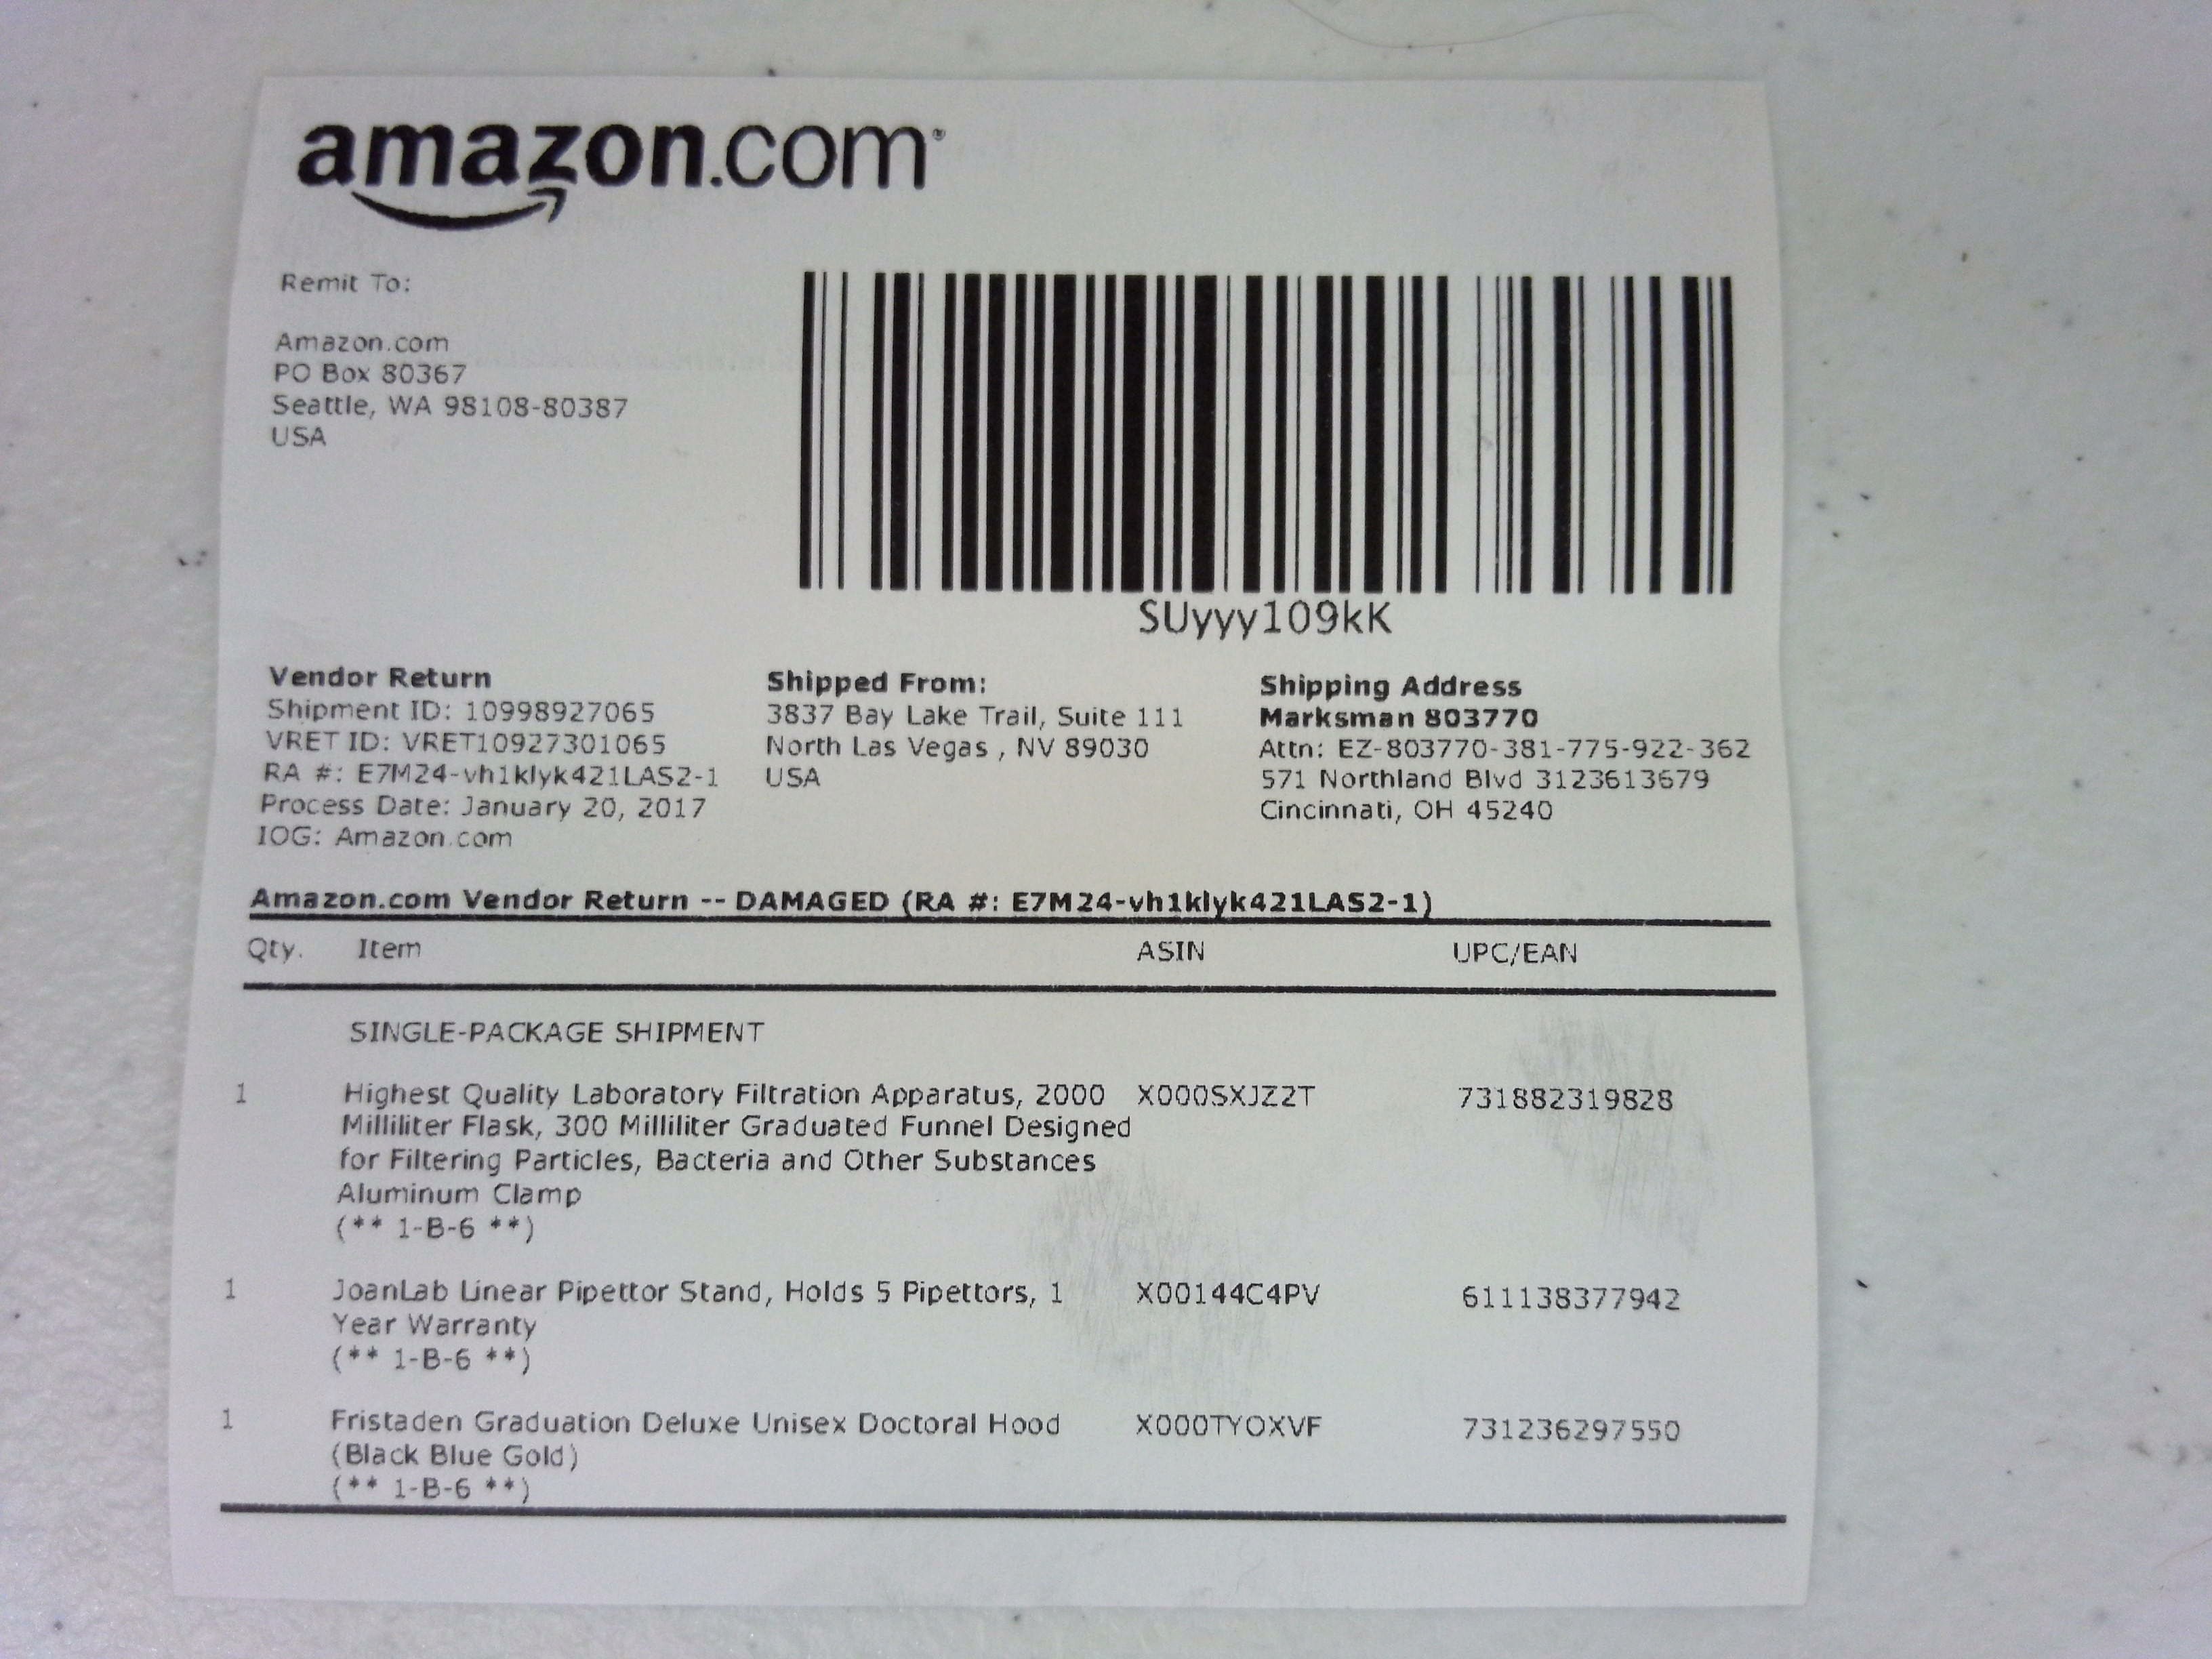 amazon.com
Remit To:
Amazon.com
PO Box 80367
Seattle, WA 98108-80387
USA
SUyyy109kK
Vendor Return
Shipment ID: 10998927065
VRET ID: VRET10927301065
RA #: E7M24-vh1klyk421LAS2-1
Process Date: January 20, 2017
IOG: Amazon.com
Shipped From:
3837 Bay Lake Trail, Suite 111
North Las Vegas , NV 89030
USA
Shipping Address
Marksman 803770
Attn: EZ-803770-381-775-922-362
571 Northland Blvd 3123613679
Cincinnati, OH 45240
Amazon.com Vendor Return -- DAMAGED (RA #: E7M24-vh1klyk421LAS2-1)
Qty. Item ASIN UPC/EAN
SINGLE-PACKAGE SHIPMENT
1 Highest Quality Laboratory Filtration Apparatus, 2000 X000SXJZ2T 731882319828
Milliliter Flask, 300 Milliliter Graduated Funnel Designed
for Filtering Particles, Bacteria and Other Substances
Aluminum Clamp
(** 1-B-6 **)
1 JoanLab Linear Pipettor Stand, Holds 5 Pipettors, 1 X00144C4PV 611138377942
Year Warranty
(** 1-B-6 **)
1 Fristaden Graduation Deluxe Unisex Doctoral Hood X000TYOXVF 731236297550
(Black Blue Gold)
(** 1-B-6 **)